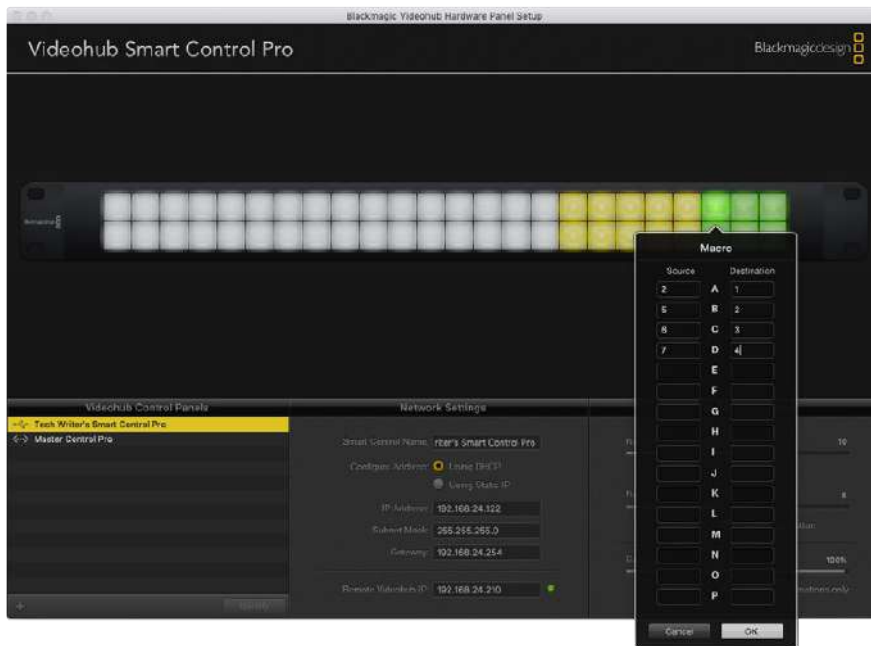 Blackmagic Videohub Hardware Panel Setup
Videohub Smart Control Pro
Blackmagicdesign
Macro
Source Destination
2 A 1
5 B 2
C 3
7 D 4
E
F
G
H
I
J
K
L
M
N
O
P
Cancel OK
Videohub Control Panels
Tech Writer's Smart Control Pro
Master Control Pro
Network Settings
Smart Control Name: riter's Smart Control Pro
Configure Address: Using DHCP
Using Static IP
IP Address: 192.168.24.122
Subnet Mask: 255.255.255.0
Gateway: 192.168.24.254
Remote Videohub IP: 192.168.24.210
10
100%